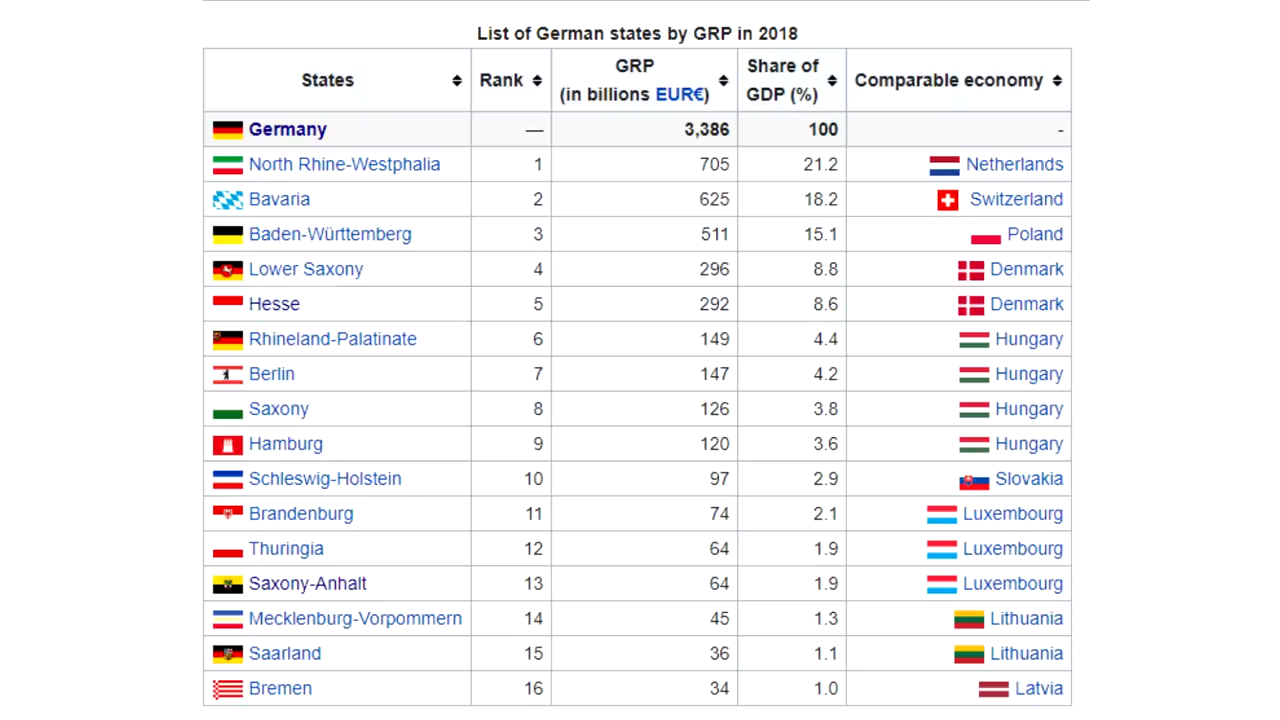 List of German states by GRP in 2018
States Rank GRP (in billions EUR€) Share of GDP (%) Comparable economy
Germany — 3,386 100 -
North Rhine-Westphalia 1 705 21.2 Netherlands
Bavaria 2 625 18.2 Switzerland
Baden-Württemberg 3 511 15.1 Poland
Lower Saxony 4 296 8.8 Denmark
Hesse 5 292 8.6 Denmark
Rhineland-Palatinate 6 149 4.4 Hungary
Berlin 7 147 4.2 Hungary
Saxony 8 126 3.8 Hungary
Hamburg 9 120 3.6 Hungary
Schleswig-Holstein 10 97 2.9 Slovakia
Brandenburg 11 74 2.1 Luxembourg
Thuringia 12 64 1.9 Luxembourg
Saxony-Anhalt 13 64 1.9 Luxembourg
Mecklenburg-Vorpommern 14 45 1.3 Lithuania
Saarland 15 36 1.1 Lithuania
Bremen 16 34 1.0 Latvia